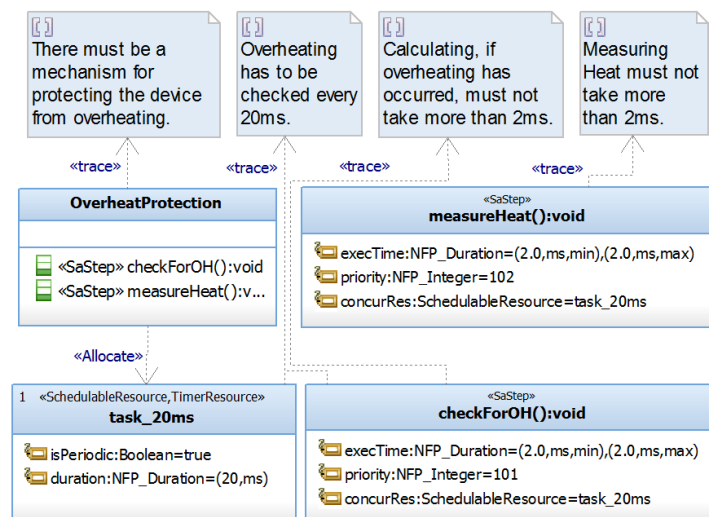 There must be a
mechanism for
protecting the device
from overheating.
Overheating
has to be
checked every
20ms.
Calculating, if
overheating has
occurred, must not
take more than 2ms.
Measuring
Heat must not
take more
than 2ms.
«trace»
«trace»
«trace»
«trace»
OverheatProtection
«SaStep» checkForOH():void
«SaStep» measureHeat():v...
«SaStep»
measureHeat():void
execTime:NFP_Duration=(2.0,ms,min),(2.0,ms,max)
priority:NFP_Integer=102
concurRes:SchedulableResource=task_20ms
«Allocate»
1 «SchedulableResource,TimerResource»
task_20ms
isPeriodic:Boolean=true
duration:NFP_Duration=(20,ms)
«SaStep»
checkForOH():void
execTime:NFP_Duration=(2.0,ms,min),(2.0,ms,max)
priority:NFP_Integer=101
concurRes:SchedulableResource=task_20ms